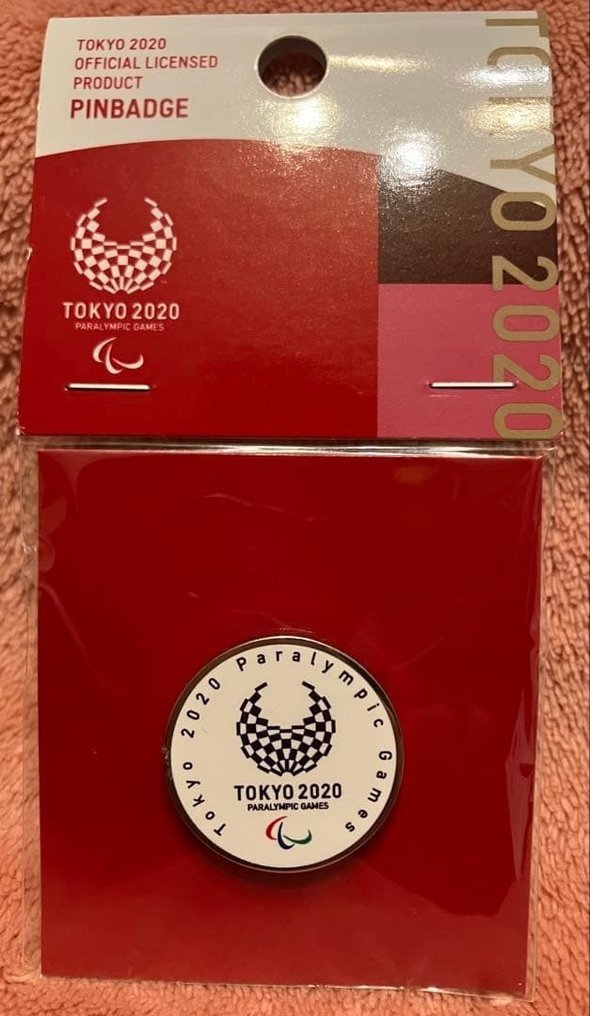 TOKYO 2020
OFFICIAL LICENSED
PRODUCT
PINBADGE
TOKYO 2020
TOKYO 2020
PARALYMPIC GAMES
Tokyo 2020 Paralympic Games
TOKYO 2020
PARALYMPIC GAMES